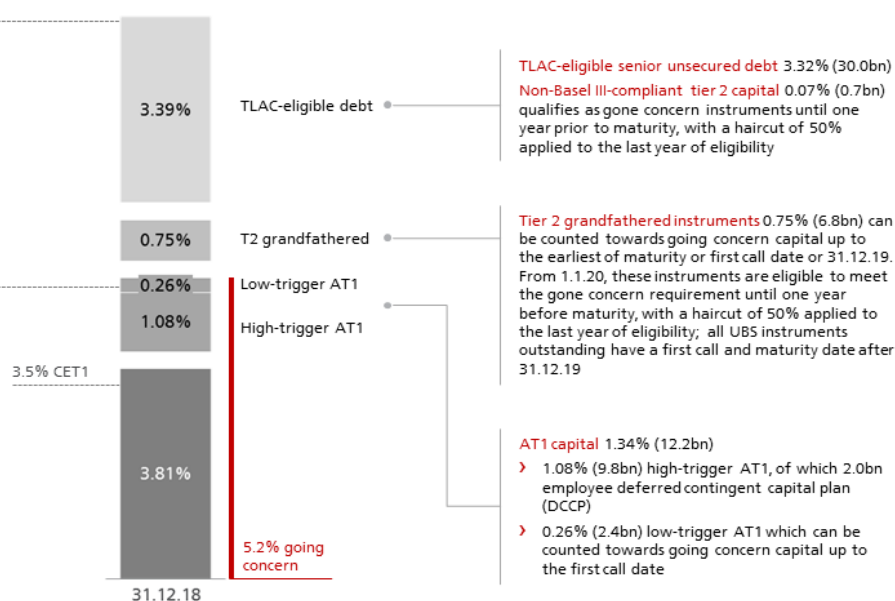 3.39%
TLAC-eligible debt
TLAC-eligible senior unsecured debt 3.32% (30.0bn)
Non-Basel III-compliant tier 2 capital 0.07% (0.7bn)
qualifies as gone concern instruments until one
year prior to maturity, with a haircut of 50%
applied to the last year of eligibility
0.75%
T2 grandfathered
Tier 2 grandfathered instruments 0.75% (6.8bn) can
be counted towards going concern capital up to
the earliest of maturity or first call date or 31.12.19.
From 1.1.20, these instruments are eligible to meet
the gone concern requirement until one year
before maturity, with a haircut of 50% applied to
the last year of eligibility; all UBS instruments
outstanding have a first call and maturity date after
31.12.19
0.26%
Low-trigger AT1
1.08%
High-trigger AT1
3.5% CET1
3.81%
AT1 capital 1.34% (12.2bn)
› 1.08% (9.8bn) high-trigger AT1, of which 2.0bn
employee deferred contingent capital plan
(DCCP)
› 0.26% (2.4bn) low-trigger AT1 which can be
counted towards going concern capital up to
the first call date
5.2% going
concern
31.12.18